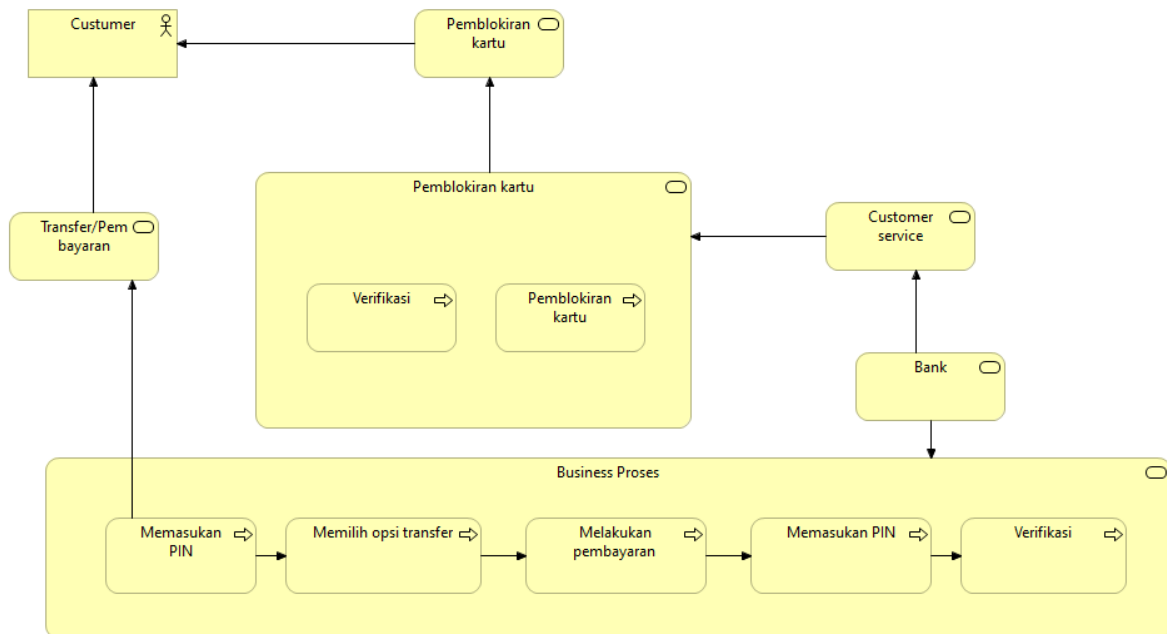 Custumer
Pemblokiran
kartu
Pemblokiran kartu
Transfer/Pem
bayaran
Customer
service
Verifikasi
Pemblokiran
kartu
Bank
Business Proses
Memasukan
PIN
Memilih opsi transfer
Melakukan
pembayaran
Memasukan PIN
Verifikasi